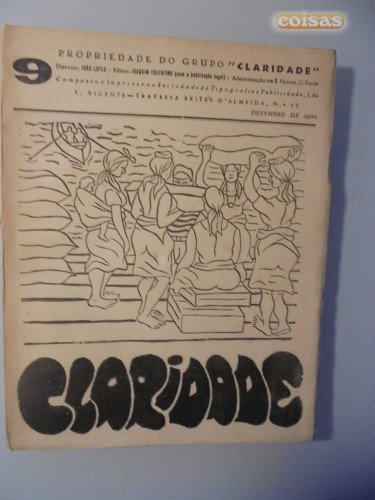 coisas
9 PROPRIEDADE DO GRUPO "CLARIDADE"
Director: JOÃO LOPES - Editor: JOAQUIM TOLENTINO (com a habilitação legal) - Administração em S. Vicente, C. Verde
Composto e Impresso na Sociedade de Tipografia e Publicidade, L.da
S. VICENTE—TRAVESSA BRITES D'ALMEIDA, N.º 13
DEZEMBRO DE 1960
CLARIDADE